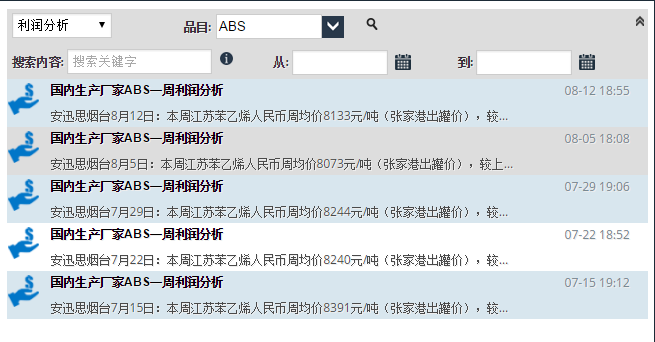 利润分析 品目: ABS
搜索内容: 搜索关键字 从: 到:
国内生产厂家ABS一周利润分析 08-12 18:55
安迅思烟台8月12日：本周江苏苯乙烯人民币周均价8133元/吨（张家港出罐价），较...
国内生产厂家ABS一周利润分析 08-05 18:08
安迅思烟台8月5日：本周江苏苯乙烯人民币周均价8073元/吨（张家港出罐价），较上...
国内生产厂家ABS一周利润分析 07-29 19:06
安迅思烟台7月29日：本周江苏苯乙烯人民币周均价8244元/吨（张家港出罐价），较...
国内生产厂家ABS一周利润分析 07-22 18:52
安迅思烟台7月22日：本周江苏苯乙烯人民币周均价8240元/吨（张家港出罐价），较...
国内生产厂家ABS一周利润分析 07-15 19:12
安迅思烟台7月15日：本周江苏苯乙烯人民币周均价8391元/吨（张家港出罐价），较...